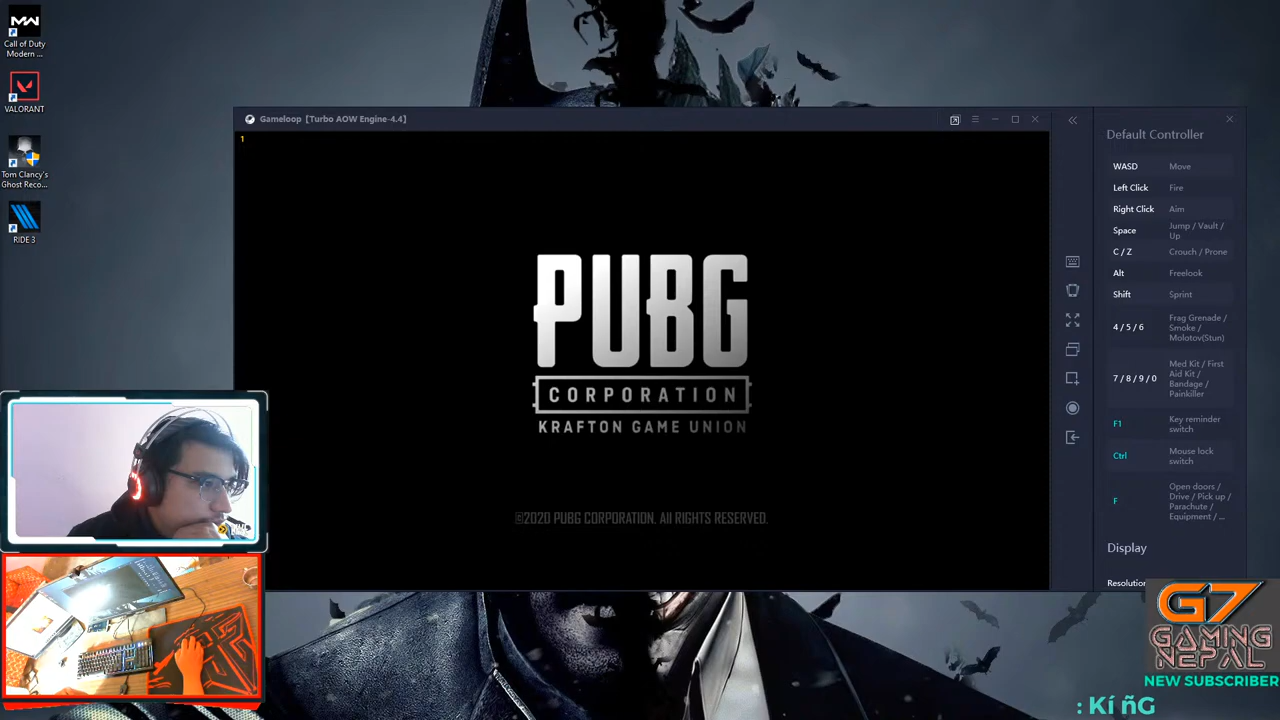 Call of Duty
Modern ...
VALORANT
Tom Clancy's
Ghost Reco...
RIDE 3
Gameloop [Turbo AOW Engine-4.4]
1
PUBG
CORPORATION
KRAFTON GAME UNION
©2020 PUBG CORPORATION. All RIGHTS RESERVED.
Default Controller
WASD Move
Left Click Fire
Right Click Aim
Space Jump / Vault /
Up
C / Z Crouch / Prone
Alt Freelook
Shift Sprint
4 / 5 / 6 Frag Grenade /
Smoke /
Molotov(Stun)
7 / 8 / 9 / 0 Med Kit / First
Aid Kit /
Bandage /
Painkiller
F1 Key reminder
switch
Ctrl Mouse lock
switch
F Open doors /
Drive / Pick up /
Parachute /
Equipment / ...
Display
Resolution
G7
GAMING
NEPAL
NEW SUBSCRIBER
: Kí ñG